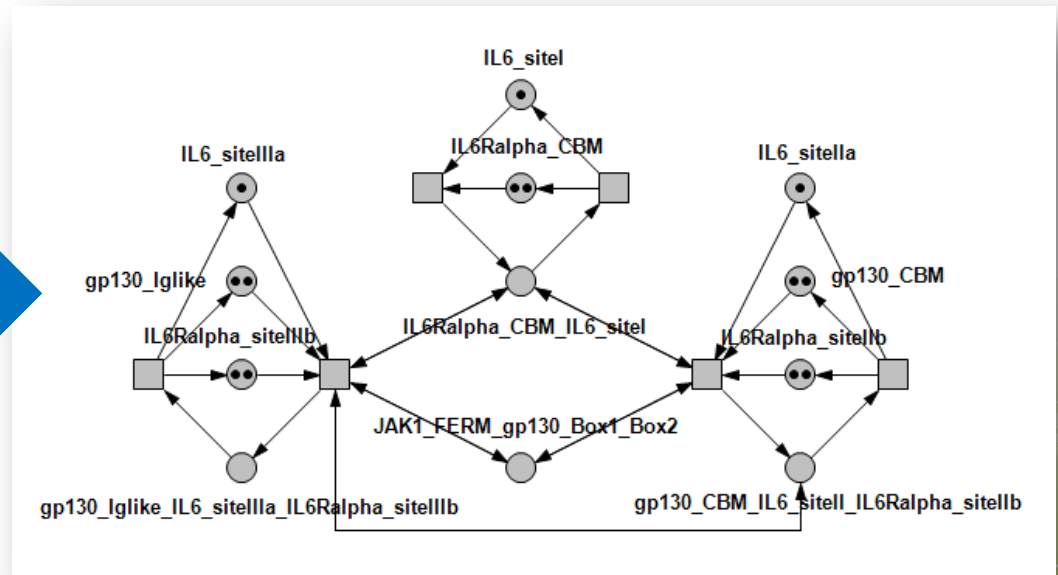 IL6_siteI
IL6Ralpha_CBM
IL6_siteIIIa
IL6_siteIIa
gp130_Iglike
gp130_CBM
IL6Ralpha_CBM_IL6_siteI
IL6Ralpha_siteIIIb
IL6Ralpha_siteIIb
JAK1_FERM_gp130_Box1_Box2
gp130_Iglike_IL6_siteIIIa_IL6Ralpha_siteIIIb
gp130_CBM_IL6_siteII_IL6Ralpha_siteIIb